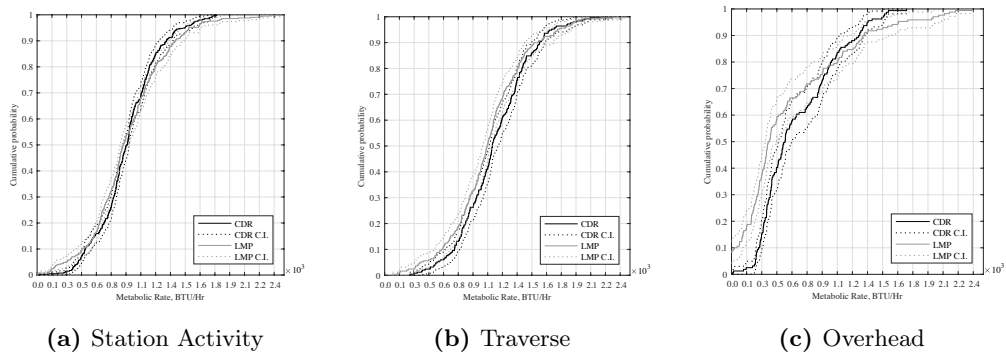 1
0.9
0.8
0.7
0.6
0.5
0.4
0.3
0.2
0.1
0
Cumulative probability
CDR
CDR C.I.
LMP
LMP C.I.
×10³
0.0 0.1 0.3 0.5 0.6 0.8 0.9 1.1 1.2 1.4 1.5 1.6 1.8 1.9 2.1 2.2 2.4
Metabolic Rate, BTU/Hr
(a) Station Activity
1
0.9
0.8
0.7
0.6
0.5
0.4
0.3
0.2
0.1
0
Cumulative probability
CDR
CDR C.I.
LMP
LMP C.I.
×10³
0.0 0.1 0.3 0.5 0.6 0.8 0.9 1.1 1.2 1.4 1.5 1.6 1.8 1.9 2.1 2.2 2.4
Metabolic Rate, BTU/Hr
(b) Traverse
1
0.9
0.8
0.7
0.6
0.5
0.4
0.3
0.2
0.1
0
Cumulative probability
CDR
CDR C.I.
LMP
LMP C.I.
×10³
0.0 0.1 0.3 0.5 0.6 0.8 0.9 1.1 1.2 1.4 1.5 1.6 1.8 1.9 2.1 2.2 2.4
Metabolic Rate, BTU/Hr
(c) Overhead